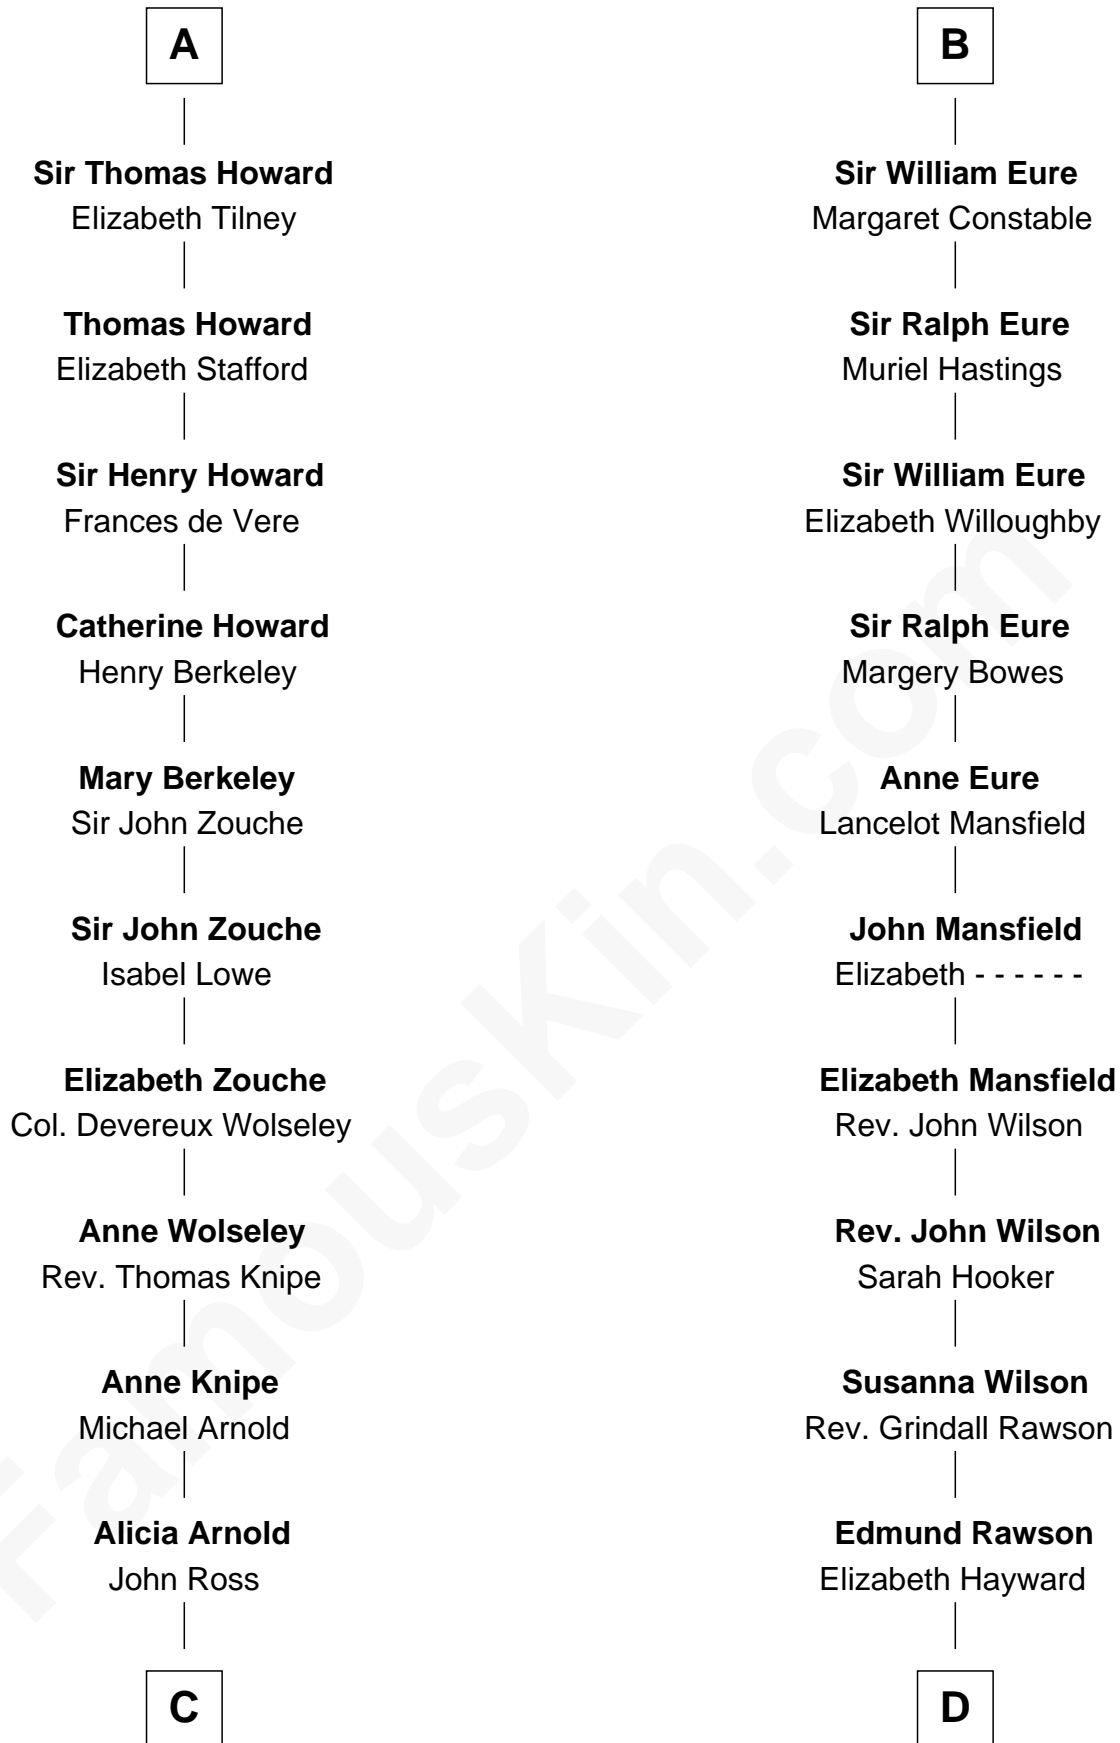 A
Sir Thomas Howard
Elizabeth Tilney
Thomas Howard
Elizabeth Stafford
Sir Henry Howard
Frances de Vere
Catherine Howard
Henry Berkeley
Mary Berkeley
Sir John Zouche
Sir John Zouche
Isabel Lowe
Elizabeth Zouche
Col. Devereux Wolseley
Anne Wolseley
Rev. Thomas Knipe
Anne Knipe
Michael Arnold
Alicia Arnold
John Ross
C
B
Sir William Eure
Margaret Constable
Sir Ralph Eure
Muriel Hastings
Sir William Eure
Elizabeth Willoughby
Sir Ralph Eure
Margery Bowes
Anne Eure
Lancelot Mansfield
John Mansfield
Elizabeth - - - - - -
Elizabeth Mansfield
Rev. John Wilson
Rev. John Wilson
Sarah Hooker
Susanna Wilson
Rev. Grindall Rawson
Edmund Rawson
Elizabeth Hayward
D
FamousKin.com